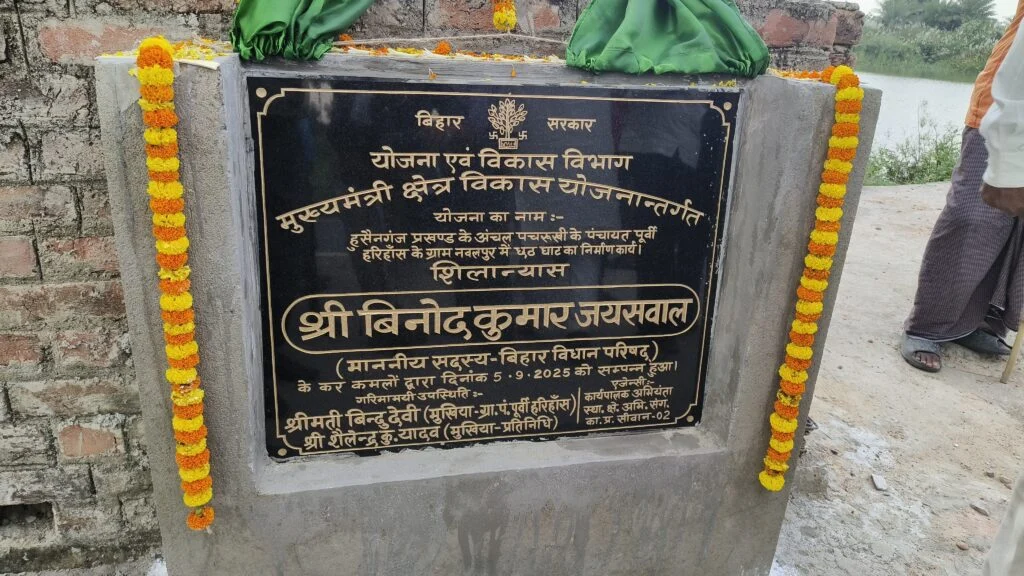 बिहार सरकार
योजना एवं विकास विभाग
मुख्यमंत्री क्षेत्र विकास योजनान्तर्गत
योजना का नाम :-
हुसैनगंज प्रखण्ड के अंचल पचरुखी के पंचायत पूर्वी
हरिहांस के ग्राम नवलपुर में छठ घाट का निर्माण कार्य।
शिलान्यास
श्री बिनोद कुमार जयसवाल
(माननीय सदस्य-बिहार विधान परिषद्)
के कर कमलों द्वारा दिनांक 5.9.2025 को सम्पन्न हुआ।
गरिमामयी उपस्थिति :-
श्रीमती बिन्दु देवी (मुखिया-ग्रा.पं.पूर्वी हरिहाँस)
श्री शैलेन्द्र कु. यादव (मुखिया-प्रतिनिधि)
एजेन्सी:-
कार्यपालक अभियंता
स्था. क्षे. अभि. संग.
का. प्र. सीवान-02